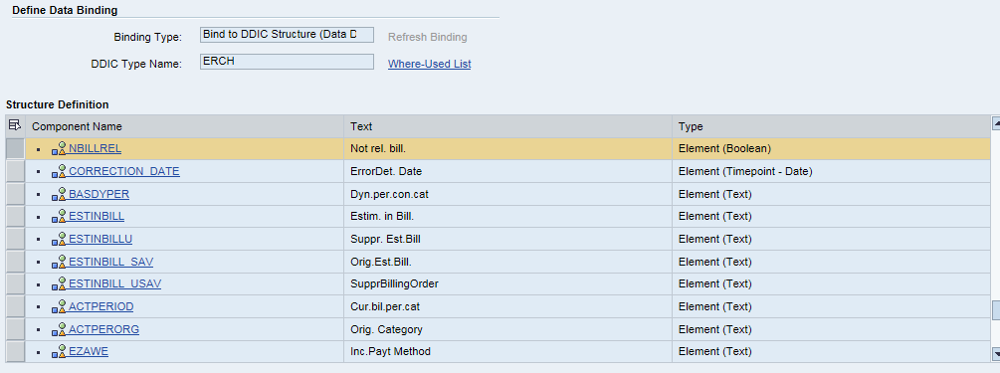 Define Data Binding
Binding Type: Bind to DDIC Structure (Data D Refresh Binding
DDIC Type Name: ERCH Where-Used List
Structure Definition
Component Name Text Type
NBILLREL Not rel. bill. Element (Boolean)
CORRECTION_DATE ErrorDet. Date Element (Timepoint - Date)
BASDYPER Dyn.per.con.cat Element (Text)
ESTINBILL Estim. in Bill. Element (Text)
ESTINBILLU Suppr. Est.Bill Element (Text)
ESTINBILL_SAV Orig.Est.Bill. Element (Text)
ESTINBILL_USAV SupprBillingOrder Element (Text)
ACTPERIOD Cur.bil.per.cat Element (Text)
ACTPERORG Orig. Category Element (Text)
EZAWE Inc.Payt Method Element (Text)